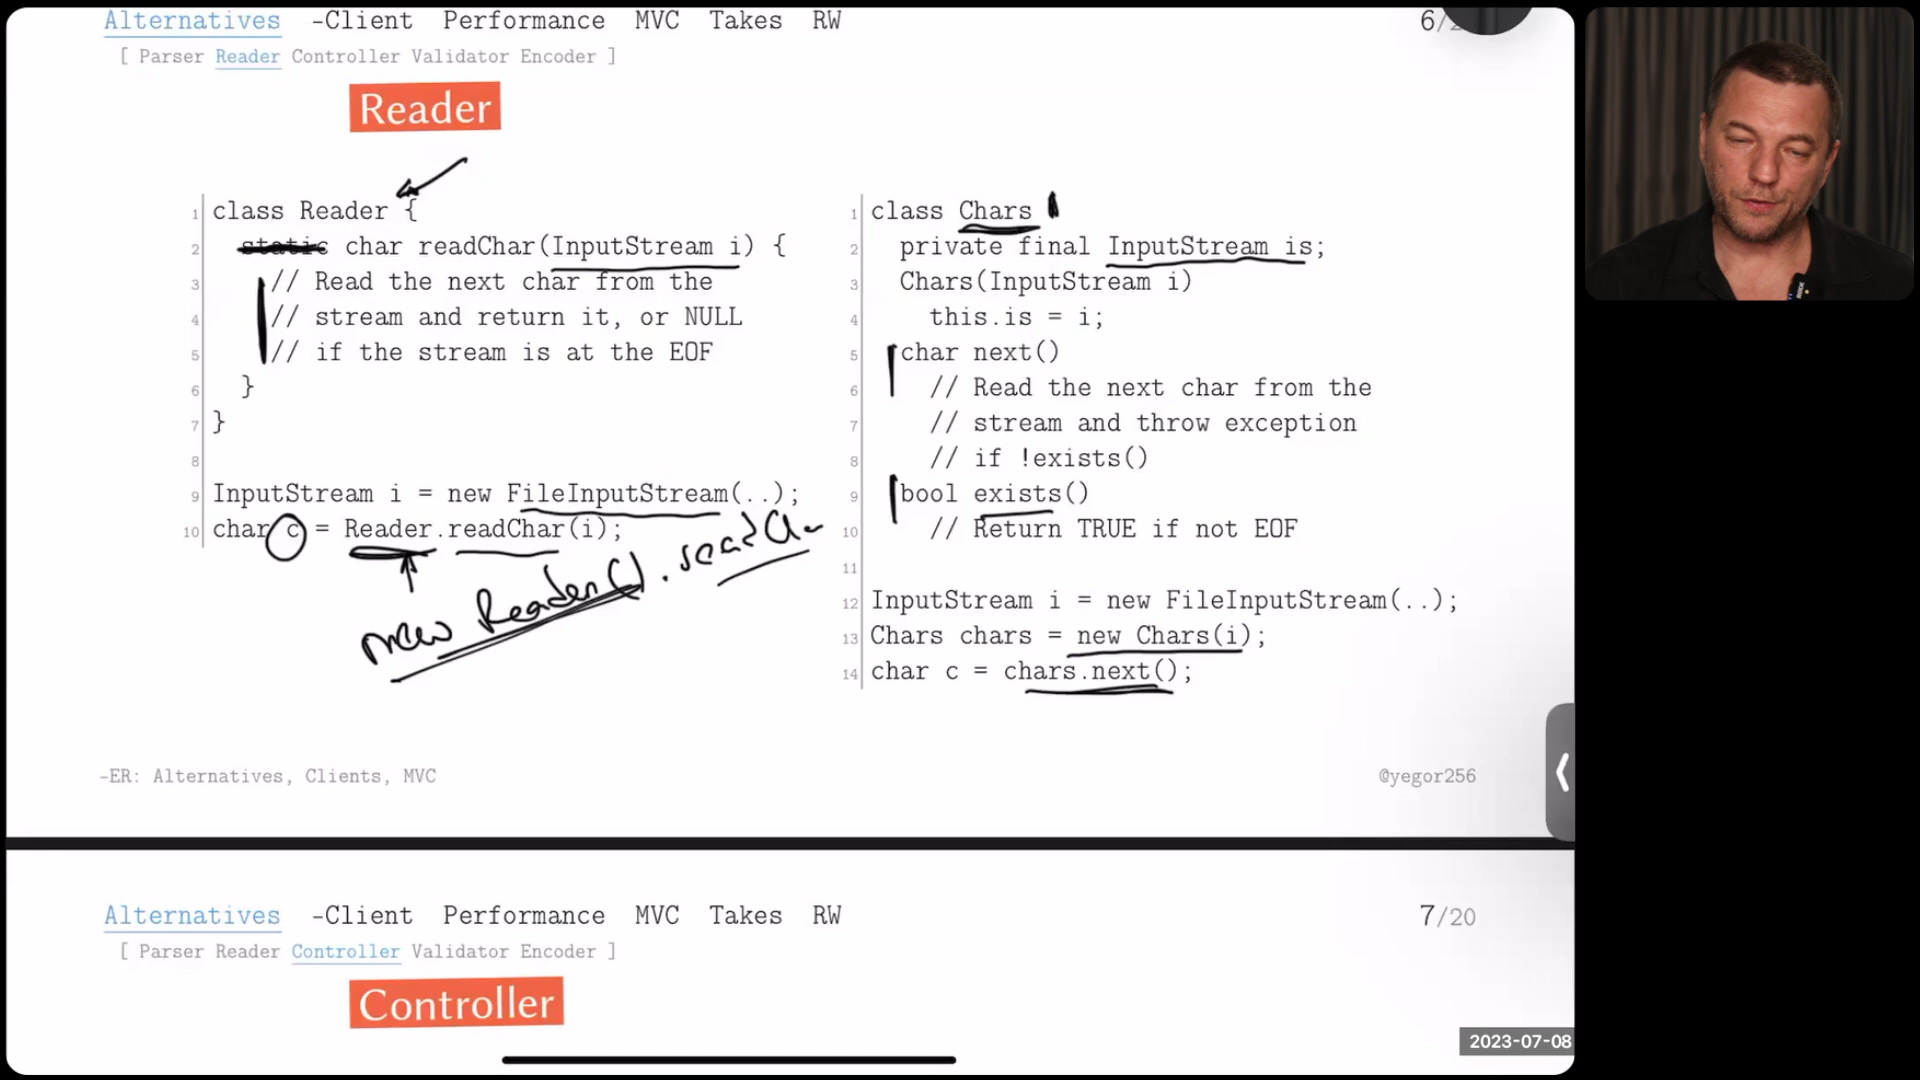 Alternatives -Client Performance MVC Takes RW
6/2
[ Parser Reader Controller Validator Encoder ]
Reader
1 class Reader {
2 static char readChar(InputStream i) {
3 // Read the next char from the
4 // stream and return it, or NULL
5 // if the stream is at the EOF
6 }
7 }
8
9 InputStream i = new FileInputStream(..);
10 char c = Reader.readChar(i);
new Reader().readCh
1 class Chars
2 private final InputStream is;
3 Chars(InputStream i)
4 this.is = i;
5 char next()
6 // Read the next char from the
7 // stream and throw exception
8 // if !exists()
9 bool exists()
10 // Return TRUE if not EOF
11
12 InputStream i = new FileInputStream(..);
13 Chars chars = new Chars(i);
14 char c = chars.next();
-ER: Alternatives, Clients, MVC
@yegor256
Alternatives -Client Performance MVC Takes RW
7/20
[ Parser Reader Controller Validator Encoder ]
Controller
2023-07-08